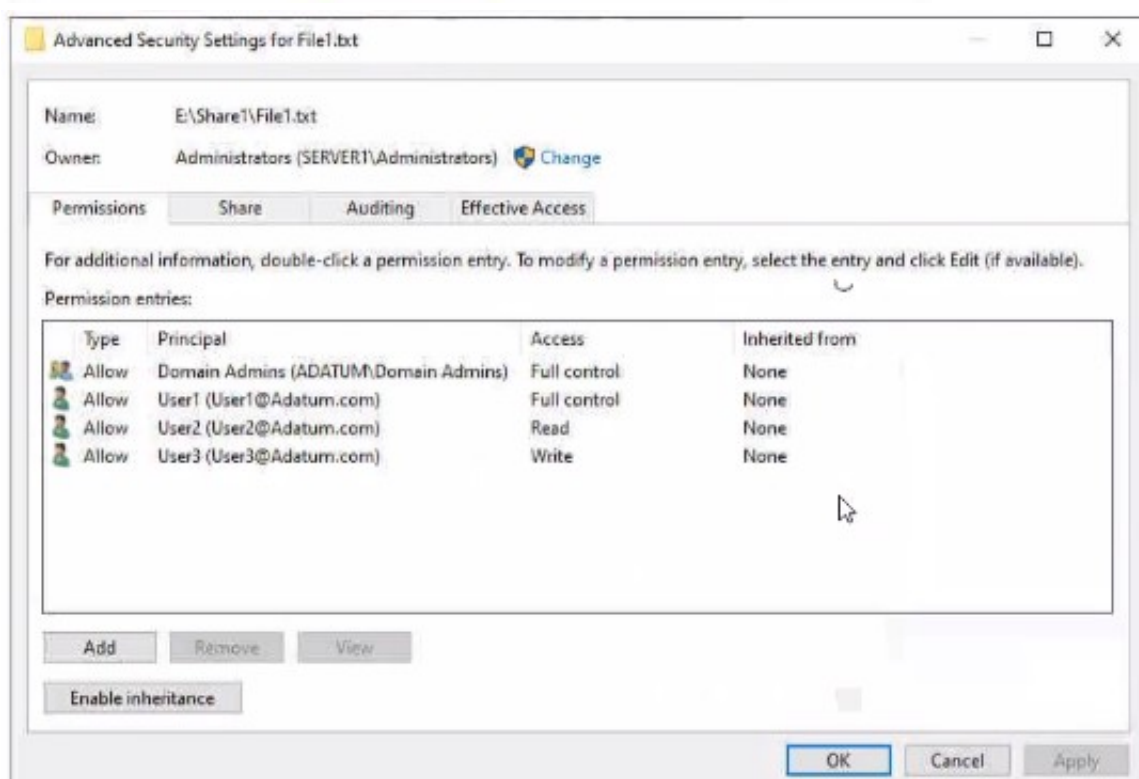 Advanced Security Settings for File1.txt
Name: E:\Share1\File1.txt
Owner: Administrators (SERVER1\Administrators) Change
Permissions Share Auditing Effective Access
For additional information, double-click a permission entry. To modify a permission entry, select the entry and click Edit (if available).
Permission entries:
Type Principal Access Inherited from
Allow Domain Admins (ADATUM\Domain Admins) Full control None
Allow User1 (User1@Adatum.com) Full control None
Allow User2 (User2@Adatum.com) Read None
Allow User3 (User3@Adatum.com) Write None
Add Remove View
Enable inheritance
OK Cancel Apply